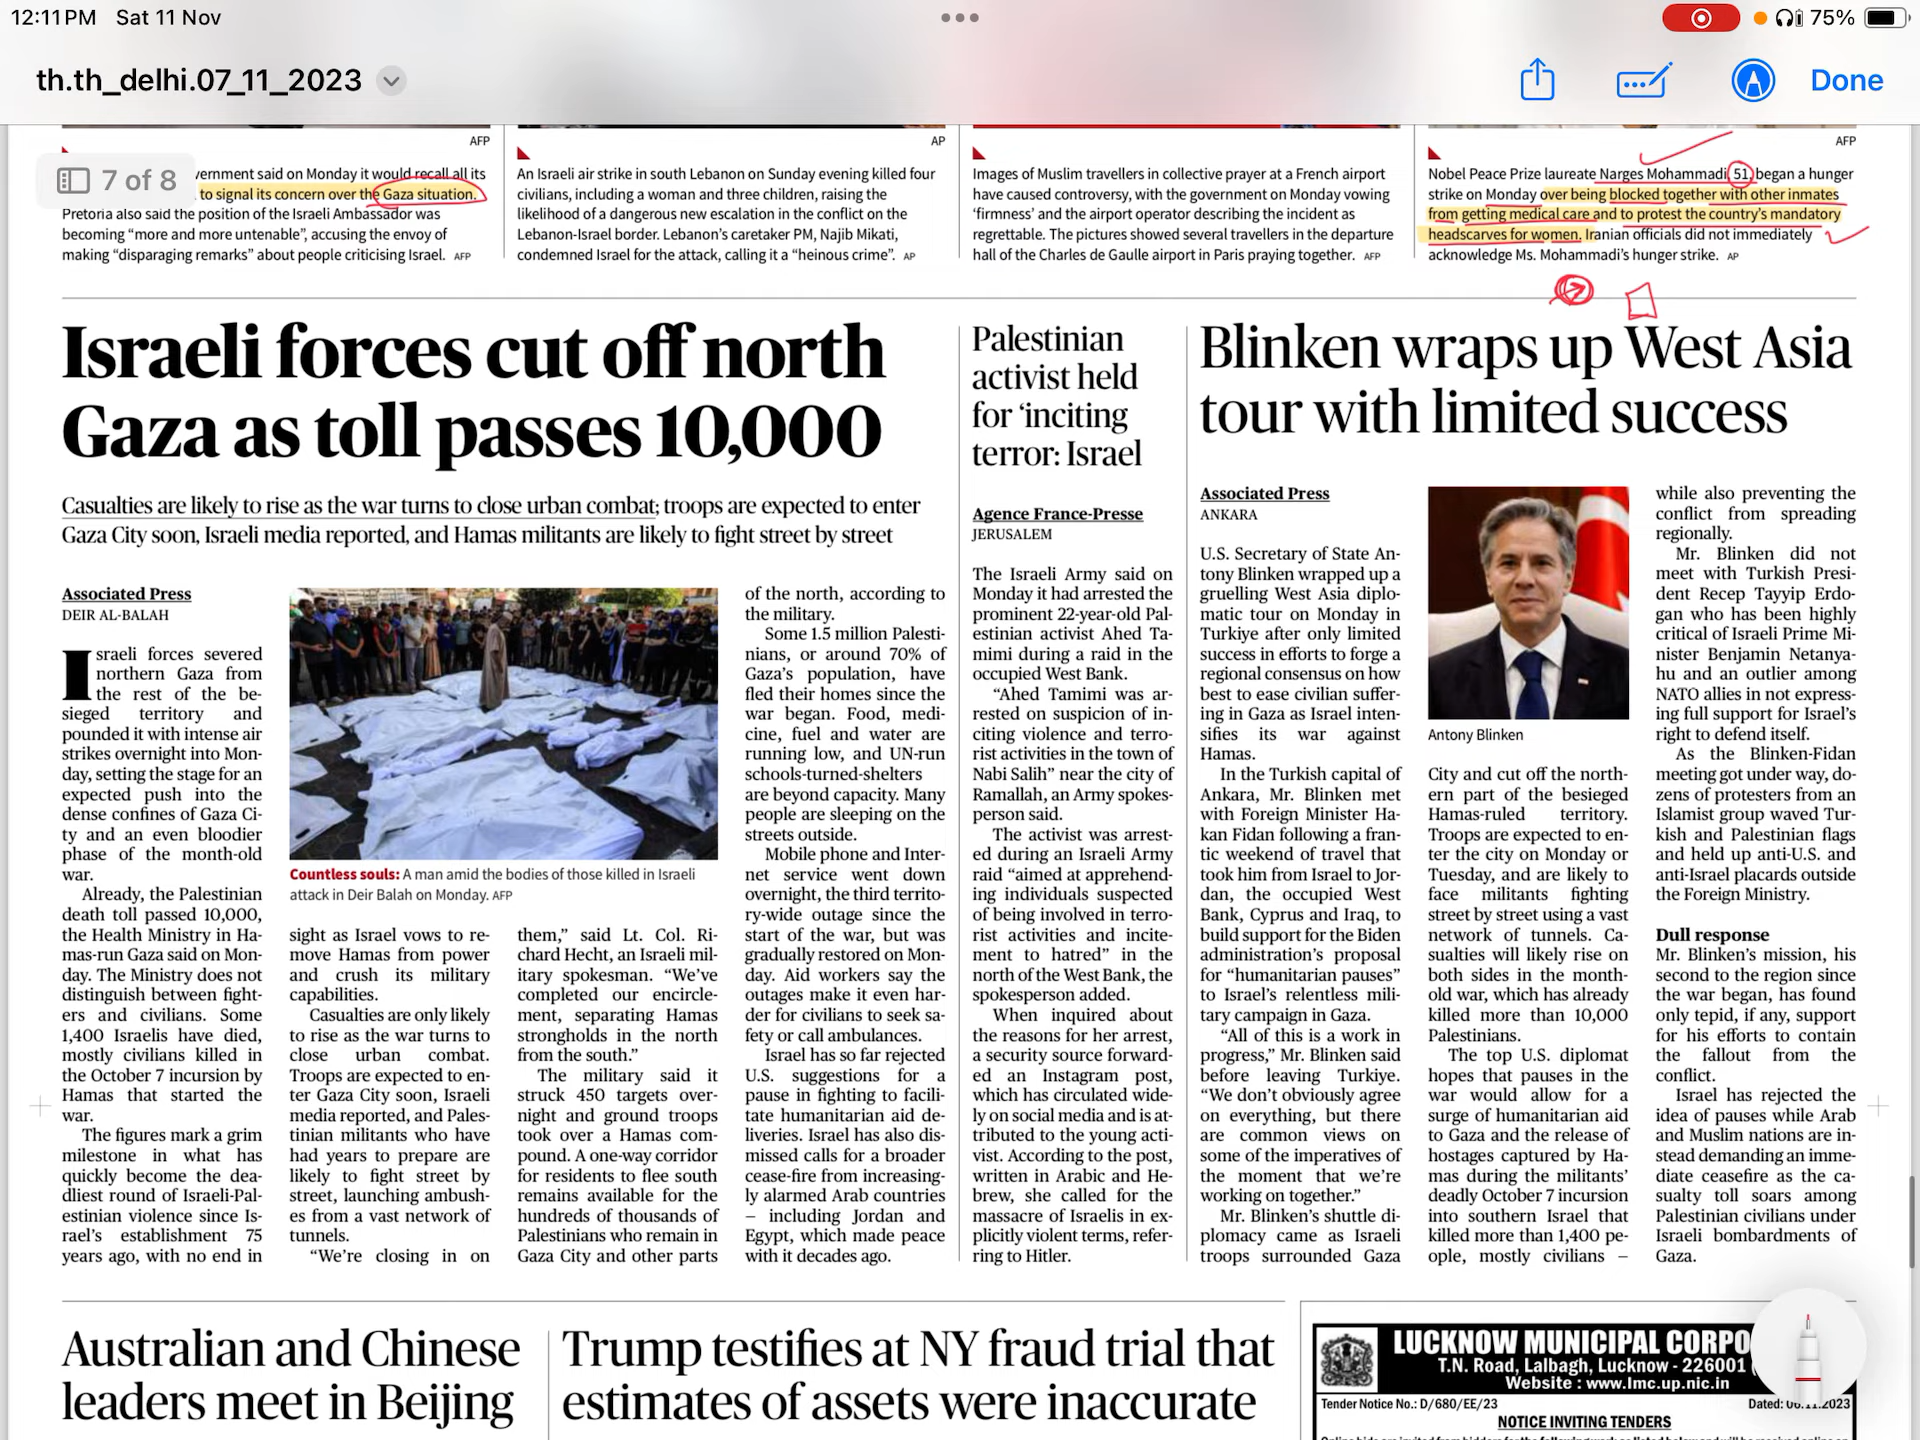 12:11 PM Sat 11 Nov
75%
th.th_delhi.07_11_2023
Done
7 of 8
AFP
vernment said on Monday it would recall all its
to signal its concern over the Gaza situation.
Pretoria also said the position of the Israeli Ambassador was
becoming “more and more untenable”, accusing the envoy of
making “disparaging remarks” about people criticising Israel. AFP
AP
An Israeli air strike in south Lebanon on Sunday evening killed four
civilians, including a woman and three children, raising the
likelihood of a dangerous new escalation in the conflict on the
Lebanon-Israel border. Lebanon’s caretaker PM, Najib Mikati,
condemned Israel for the attack, calling it a “heinous crime”. AP
Images of Muslim travellers in collective prayer at a French airport
have caused controversy, with the government on Monday vowing
‘firmness’ and the airport operator describing the incident as
regrettable. The pictures showed several travellers in the departure
hall of the Charles de Gaulle airport in Paris praying together. AFP
AFP
Nobel Peace Prize laureate Narges Mohammadi, 51, began a hunger
strike on Monday over being blocked together with other inmates
from getting medical care and to protest the country’s mandatory
headscarves for women. Iranian officials did not immediately
acknowledge Ms. Mohammadi’s hunger strike. AP
Israeli forces cut off north
Gaza as toll passes 10,000
Casualties are likely to rise as the war turns to close urban combat; troops are expected to enter
Gaza City soon, Israeli media reported, and Hamas militants are likely to fight street by street
Associated Press
DEIR AL-BALAH
Israeli forces severed
northern Gaza from
the rest of the be-
sieged territory and
pounded it with intense air
strikes overnight into Mon-
day, setting the stage for an
expected push into the
dense confines of Gaza Ci-
ty and an even bloodier
phase of the month-old
war.
Already, the Palestinian
death toll passed 10,000,
the Health Ministry in Ha-
mas-run Gaza said on Mon-
day. The Ministry does not
distinguish between fight-
ers and civilians. Some
1,400 Israelis have died,
mostly civilians killed in
the October 7 incursion by
Hamas that started the
war.
The figures mark a grim
milestone in what has
quickly become the dea-
dliest round of Israeli-Pal-
estinian violence since Is-
rael’s establishment 75
years ago, with no end in
Countless souls: A man amid the bodies of those killed in Israeli
attack in Deir Balah on Monday. AFP
sight as Israel vows to re-
move Hamas from power
and crush its military
capabilities.
Casualties are only likely
to rise as the war turns to
close urban combat.
Troops are expected to en-
ter Gaza City soon, Israeli
media reported, and Pales-
tinian militants who have
had years to prepare are
likely to fight street by
street, launching ambush-
es from a vast network of
tunnels.
“We’re closing in on
them,” said Lt. Col. Ri-
chard Hecht, an Israeli mil-
itary spokesman. “We’ve
completed our encircle-
ment, separating Hamas
strongholds in the north
from the south.”
The military said it
struck 450 targets over-
night and ground troops
took over a Hamas com-
pound. A one-way corridor
for residents to flee south
remains available for the
hundreds of thousands of
Palestinians who remain in
Gaza City and other parts
of the north, according to
the military.
Some 1.5 million Palesti-
nians, or around 70% of
Gaza’s population, have
fled their homes since the
war began. Food, medi-
cine, fuel and water are
running low, and UN-run
schools-turned-shelters
are beyond capacity. Many
people are sleeping on the
streets outside.
Mobile phone and Inter-
net service went down
overnight, the third territo-
ry-wide outage since the
start of the war, but was
gradually restored on Mon-
day. Aid workers say the
outages make it even har-
der for civilians to seek sa-
fety or call ambulances.
Israel has so far rejected
U.S. suggestions for a
pause in fighting to facili-
tate humanitarian aid de-
liveries. Israel has also dis-
missed calls for a broader
cease-fire from increasing-
ly alarmed Arab countries
– including Jordan and
Egypt, which made peace
with it decades ago.
Palestinian
activist held
for ‘inciting
terror: Israel
Agence France-Presse
JERUSALEM
The Israeli Army said on
Monday it had arrested the
prominent 22-year-old Pal-
estinian activist Ahed Ta-
mimi during a raid in the
occupied West Bank.
“Ahed Tamimi was ar-
rested on suspicion of in-
citing violence and terro-
rist activities in the town of
Nabi Salih” near the city of
Ramallah, an Army spokes-
person said.
The activist was arrest-
ed during an Israeli Army
raid “aimed at apprehend-
ing individuals suspected
of being involved in terro-
rist activities and incite-
ment to hatred” in the
north of the West Bank, the
spokesperson added.
When inquired about
the reasons for her arrest,
a security source forward-
ed an Instagram post,
which has circulated wide-
ly on social media and is at-
tributed to the young acti-
vist. According to the post,
written in Arabic and He-
brew, she called for the
massacre of Israelis in ex-
plicitly violent terms, refer-
ring to Hitler.
Blinken wraps up West Asia
tour with limited success
Associated Press
ANKARA
U.S. Secretary of State An-
tony Blinken wrapped up a
gruelling West Asia diplo-
matic tour on Monday in
Turkiye after only limited
success in efforts to forge a
regional consensus on how
best to ease civilian suffer-
ing in Gaza as Israel inten-
sifies its war against
Hamas.
In the Turkish capital of
Ankara, Mr. Blinken met
with Foreign Minister Ha-
kan Fidan following a fran-
tic weekend of travel that
took him from Israel to Jor-
dan, the occupied West
Bank, Cyprus and Iraq, to
build support for the Biden
administration’s proposal
for “humanitarian pauses”
to Israel’s relentless mili-
tary campaign in Gaza.
“All of this is a work in
progress,” Mr. Blinken said
before leaving Turkiye.
“We don’t obviously agree
on everything, but there
are common views on
some of the imperatives of
the moment that we’re
working on together.”
Mr. Blinken’s shuttle di-
plomacy came as Israeli
troops surrounded Gaza
Antony Blinken
City and cut off the north-
ern part of the besieged
Hamas-ruled territory.
Troops are expected to en-
ter the city on Monday or
Tuesday, and are likely to
face militants fighting
street by street using a vast
network of tunnels. Ca-
sualties will likely rise on
both sides in the month-
old war, which has already
killed more than 10,000
Palestinians.
The top U.S. diplomat
hopes that pauses in the
war would allow for a
surge of humanitarian aid
to Gaza and the release of
hostages captured by Ha-
mas during the militants’
deadly October 7 incursion
into southern Israel that
killed more than 1,400 pe-
ople, mostly civilians –
while also preventing the
conflict from spreading
regionally.
Mr. Blinken did not
meet with Turkish Presi-
dent Recep Tayyip Erdo-
gan who has been highly
critical of Israeli Prime Mi-
nister Benjamin Netanya-
hu and an outlier among
NATO allies in not express-
ing full support for Israel’s
right to defend itself.
As the Blinken-Fidan
meeting got under way, do-
zens of protesters from an
Islamist group waved Tur-
kish and Palestinian flags
and held up anti-U.S. and
anti-Israel placards outside
the Foreign Ministry.
Dull response
Mr. Blinken’s mission, his
second to the region since
the war began, has found
only tepid, if any, support
for his efforts to contain
the fallout from the
conflict.
Israel has rejected the
idea of pauses while Arab
and Muslim nations are in-
stead demanding an imme-
diate ceasefire as the ca-
sualty toll soars among
Palestinian civilians under
Israeli bombardments of
Gaza.
Australian and Chinese
leaders meet in Beijing
Trump testifies at NY fraud trial that
estimates of assets were inaccurate
LUCKNOW MUNICIPAL CORPO
T.N. Road, Lalbagh, Lucknow - 226001
Website : www.lmc.up.nic.in
Tender Notice No.: D/680/EE/23 Dated: 06.11.2023
NOTICE INVITING TENDERS